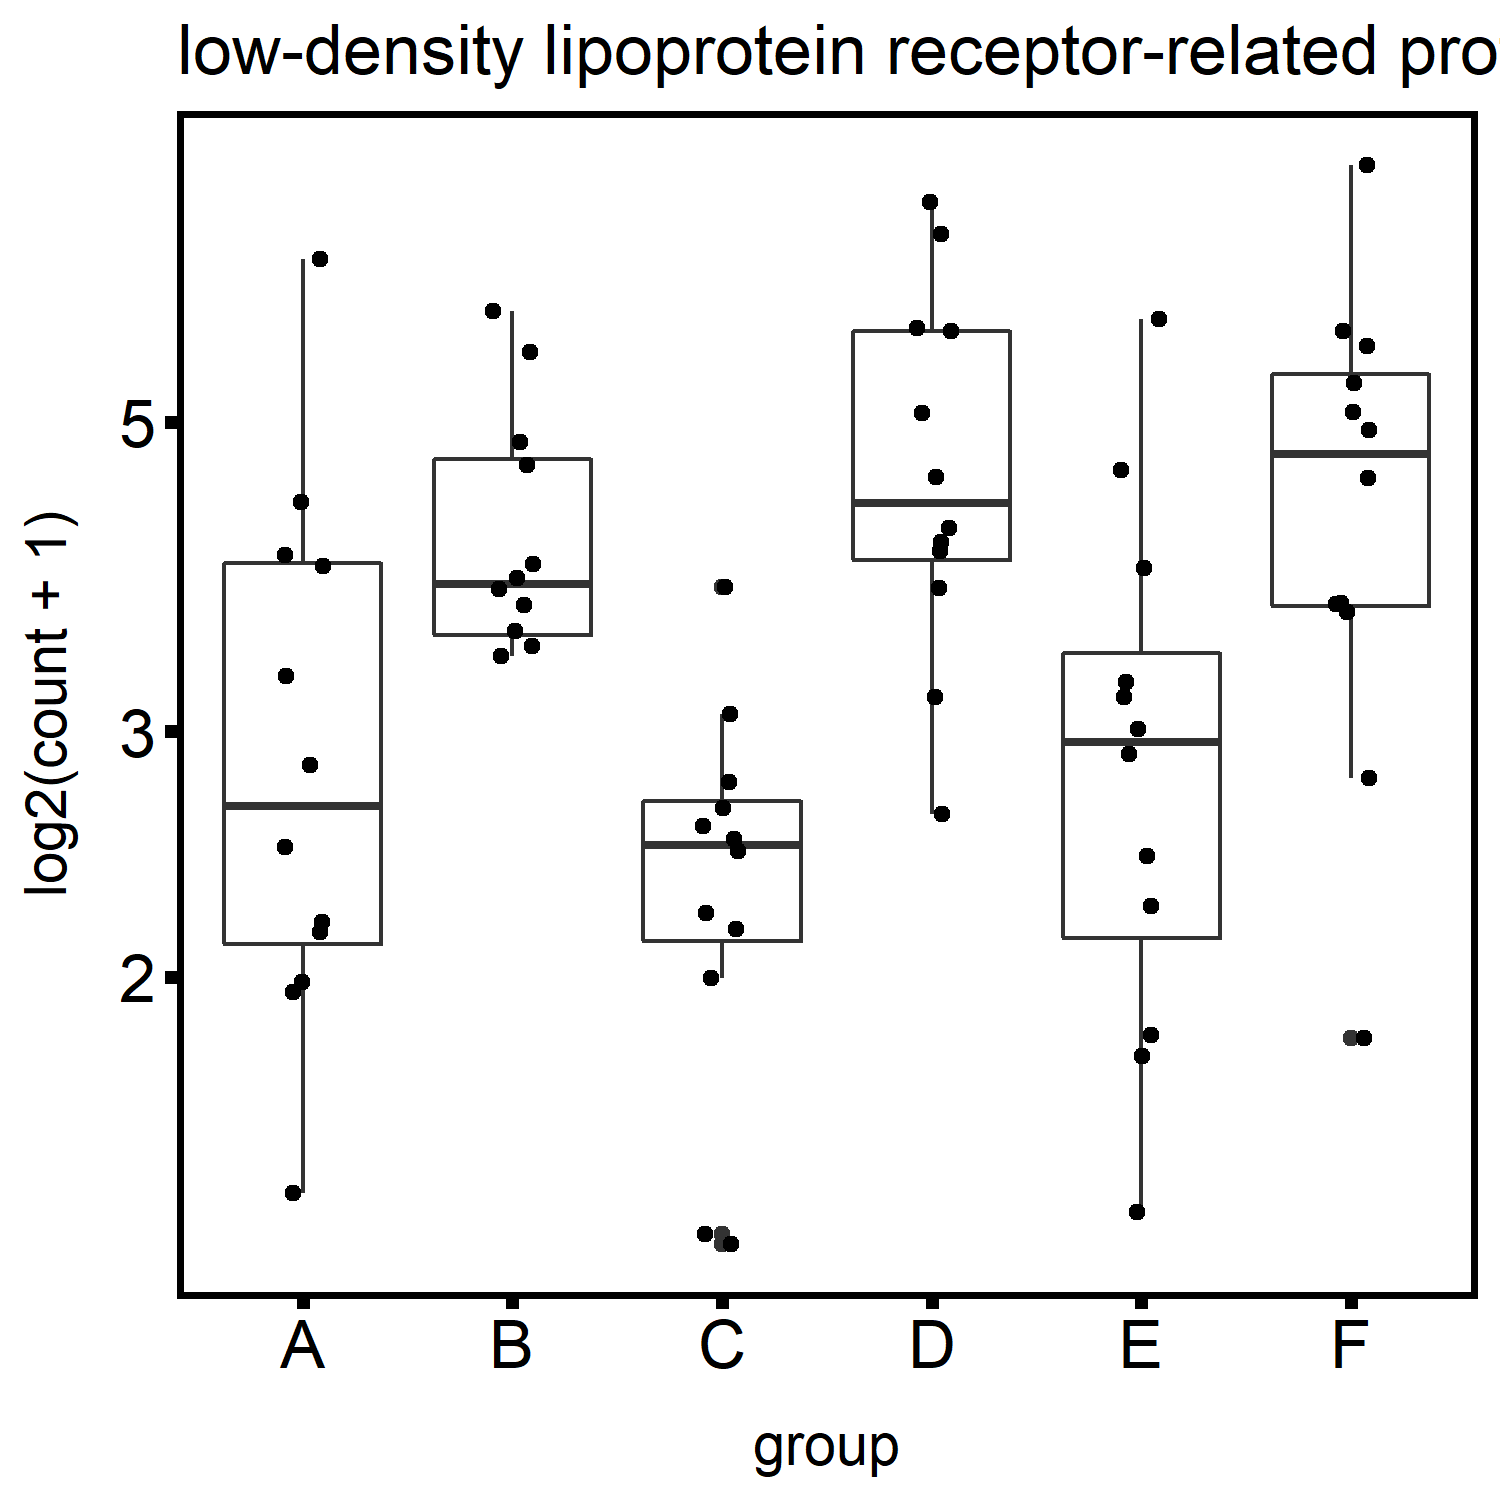 low-density lipoprotein receptor-related pro
log2(count + 1)
5
3
2
A B C D E F
group